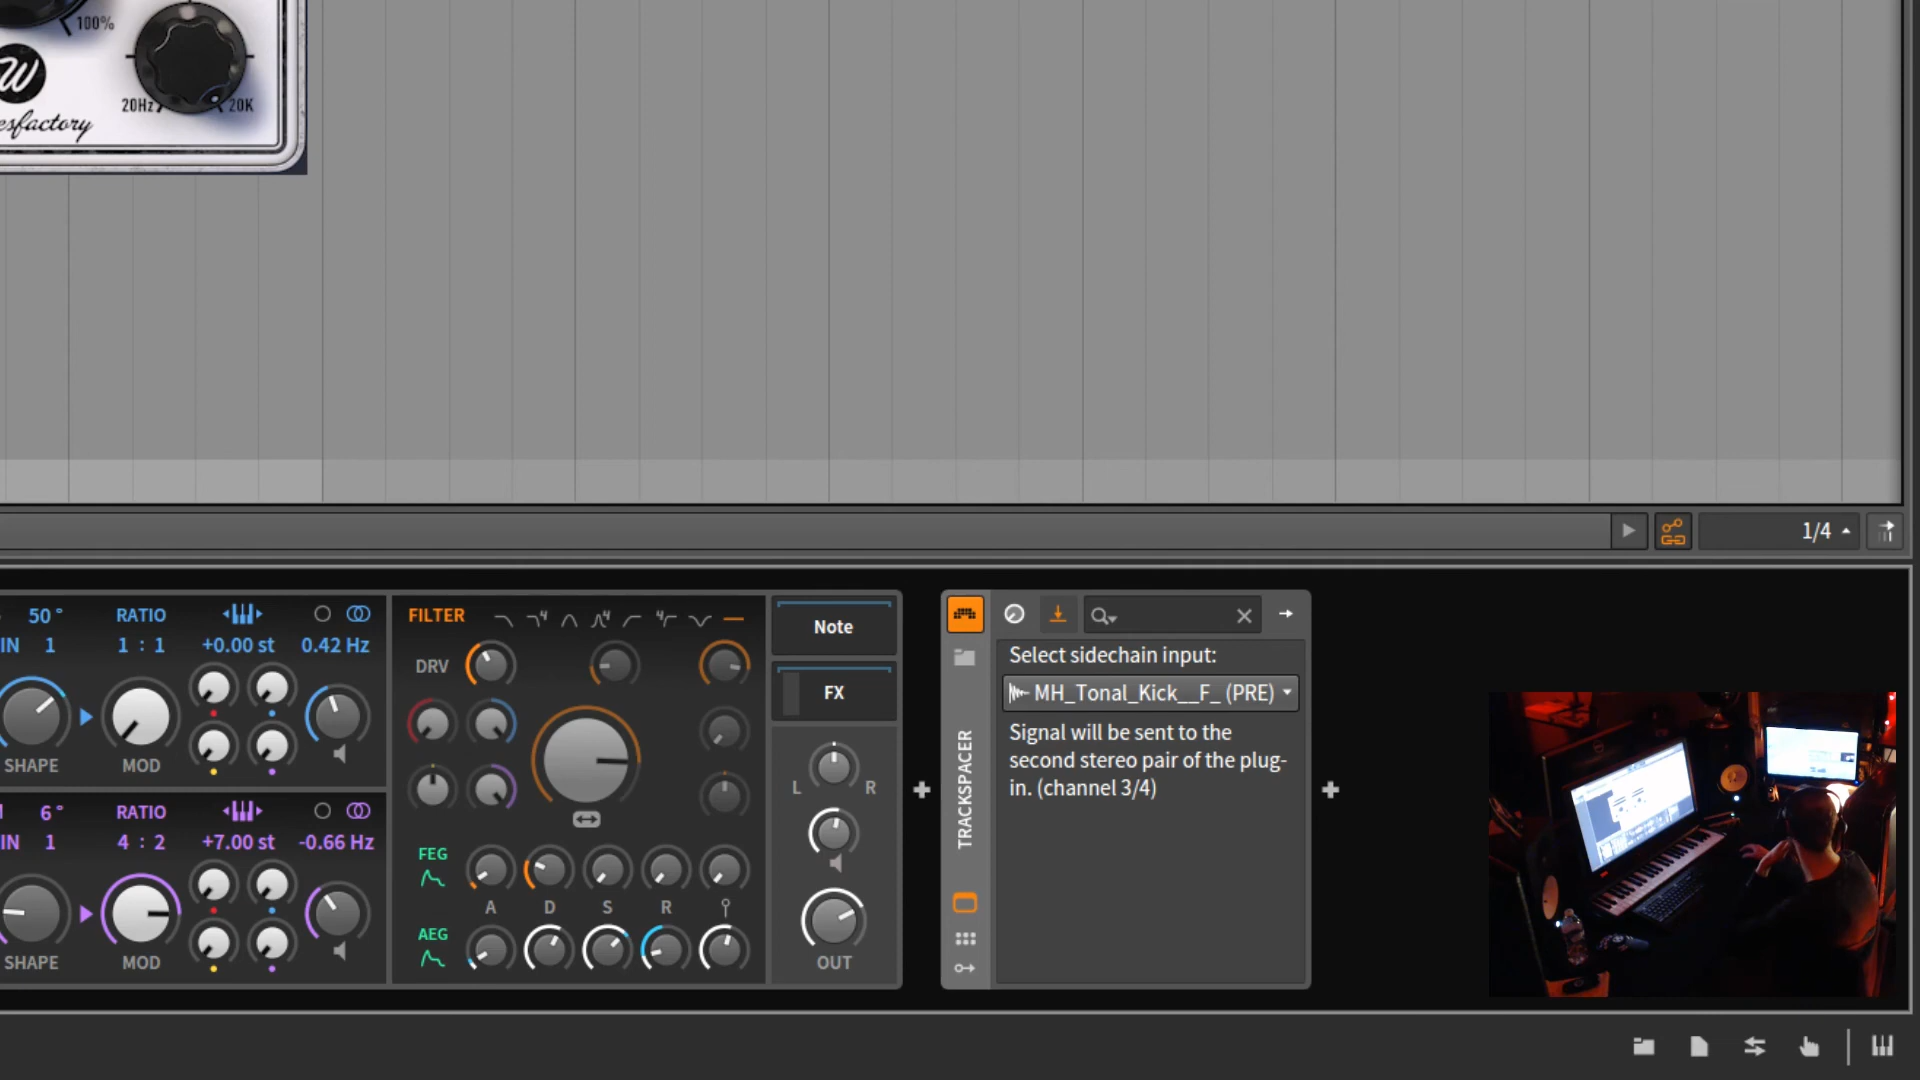 100%
20Hz
20K
W
esfactory
1/4
50°
RATIO
IN
1
1 : 1
+0.00 st
0.42 Hz
SHAPE
MOD
6°
RATIO
IN
1
4 : 2
+7.00 st
-0.66 Hz
SHAPE
MOD
FILTER
DRV
FEG
A
D
S
R
AEG
Note
FX
L
R
OUT
TRACKSPACER
Select sidechain input:
MH_Tonal_Kick__F_ (PRE)
Signal will be sent to the
second stereo pair of the plug-
in. (channel 3/4)